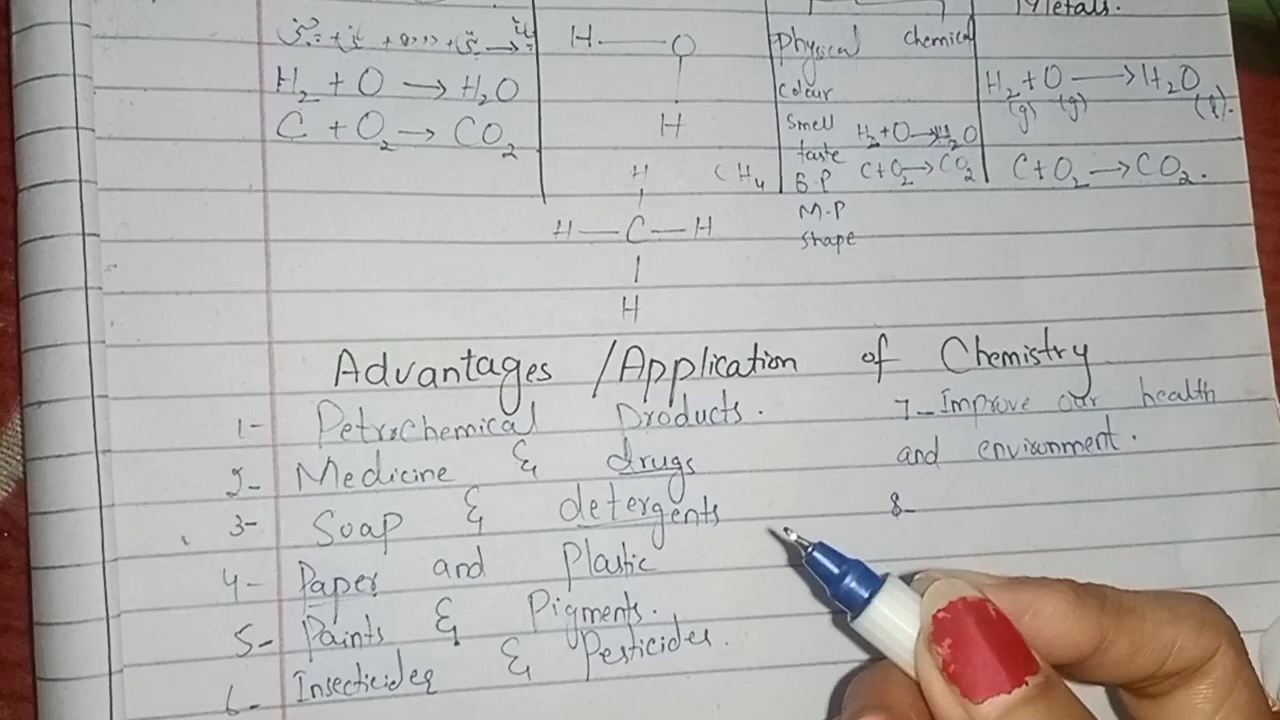 Metals.
H₂ + O → H₂O
C + O₂ → CO₂
H — O
H
H
CH₄
H — C — H
H
Physical chemical
colour
Smell
taste
B.P
M.P
shape
H₂+O→H₂O
C+O₂→CO₂
H₂+O → H₂O
(g) (g) (l).
C+O₂ → CO₂.
Advantages / Application of Chemistry
1- Petrochemical Products.
2- Medicine & drugs
3- Soap & detergents
4- Paper and Plastic
5- Paints & Pigments.
6- Insecticides & Pesticides.
7- Improve our health
and environment.
8-